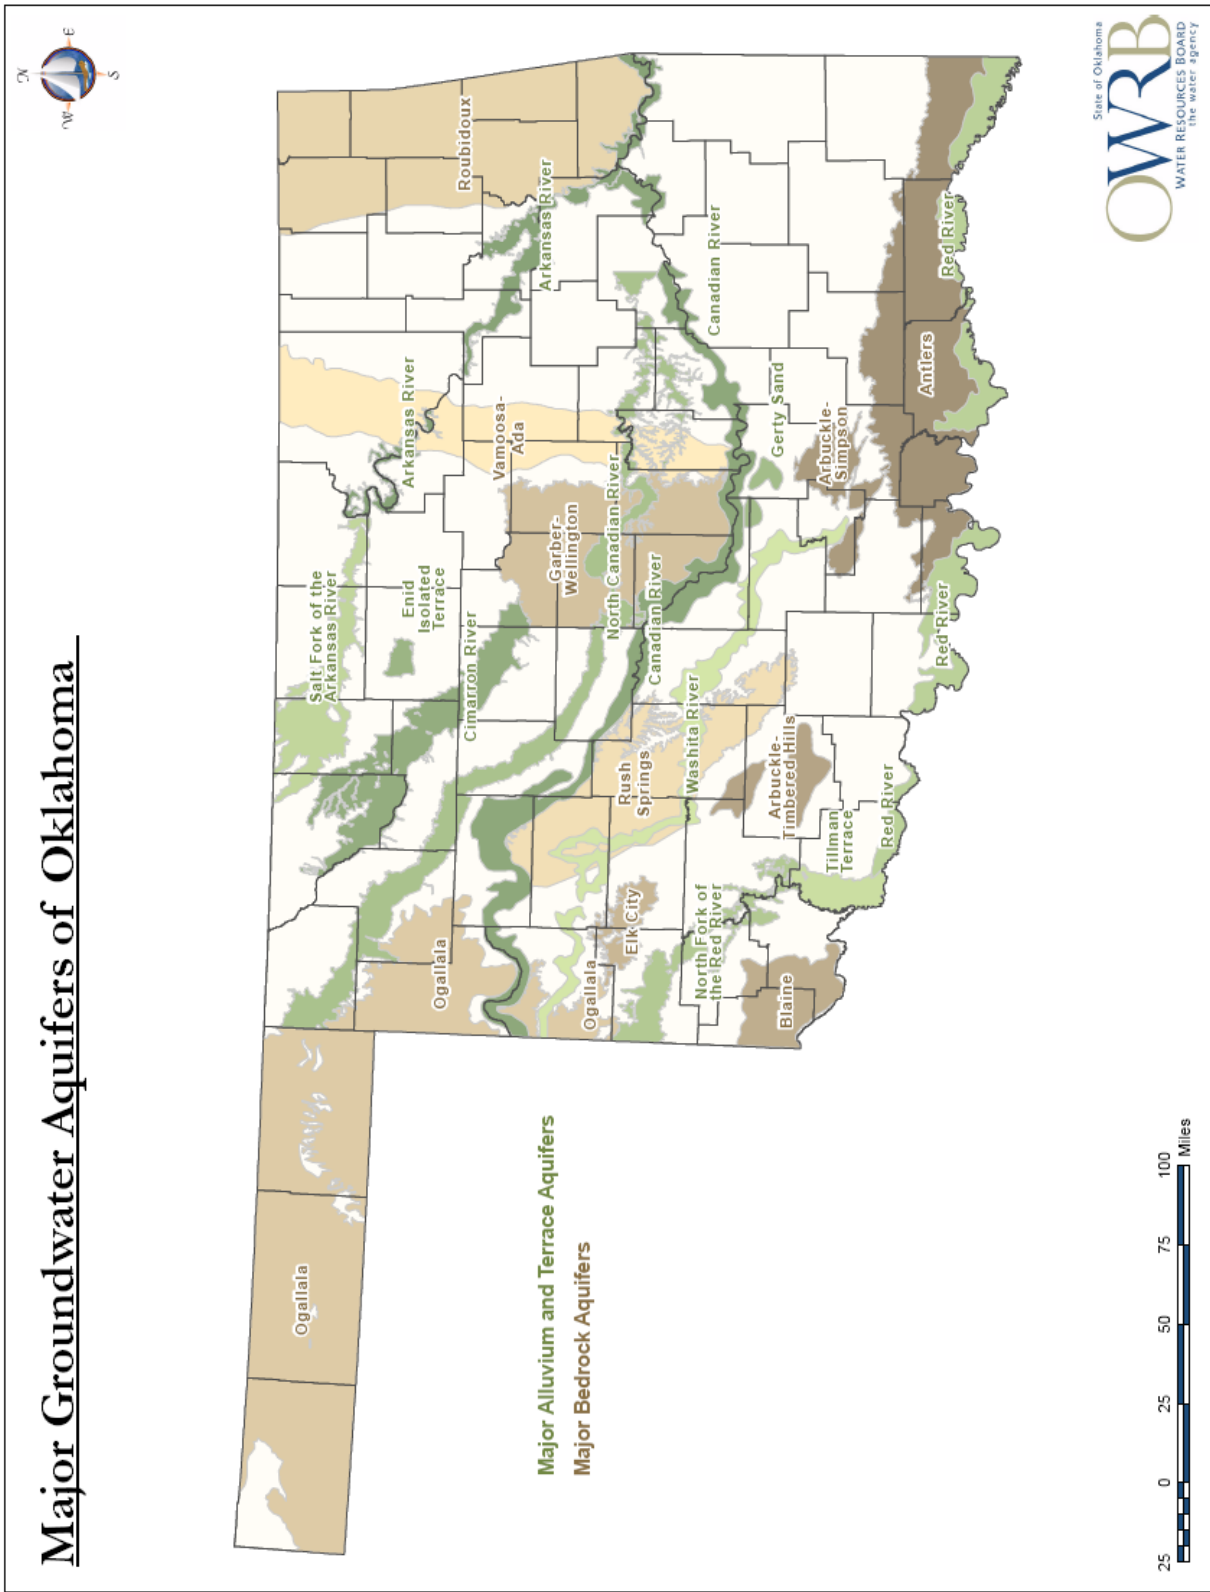 Major Groundwater Aquifers of Oklahoma
N
W
E
S
Ogallala
Ogallala
Ogallala
Salt Fork of the
Arkansas River
Enid
Isolated
Terrace
Cimarron River
Arkansas River
Vamoosa-
Ada
Garber-
Wellington
North Canadian River
Canadian River
Roubidoux
Arkansas River
Canadian River
Rush
Springs
Washita River
Elk City
North Fork of
the Red River
Blaine
Arbuckle-
Timbered Hills
Tillman
Terrace
Red River
Gerty Sand
Arbuckle-
Simpson
Antlers
Red River
Red River
Major Alluvium and Terrace Aquifers
Major Bedrock Aquifers
25 0 25 50 75 100
Miles
State of Oklahoma
OWRB
WATER RESOURCES BOARD
the water agency